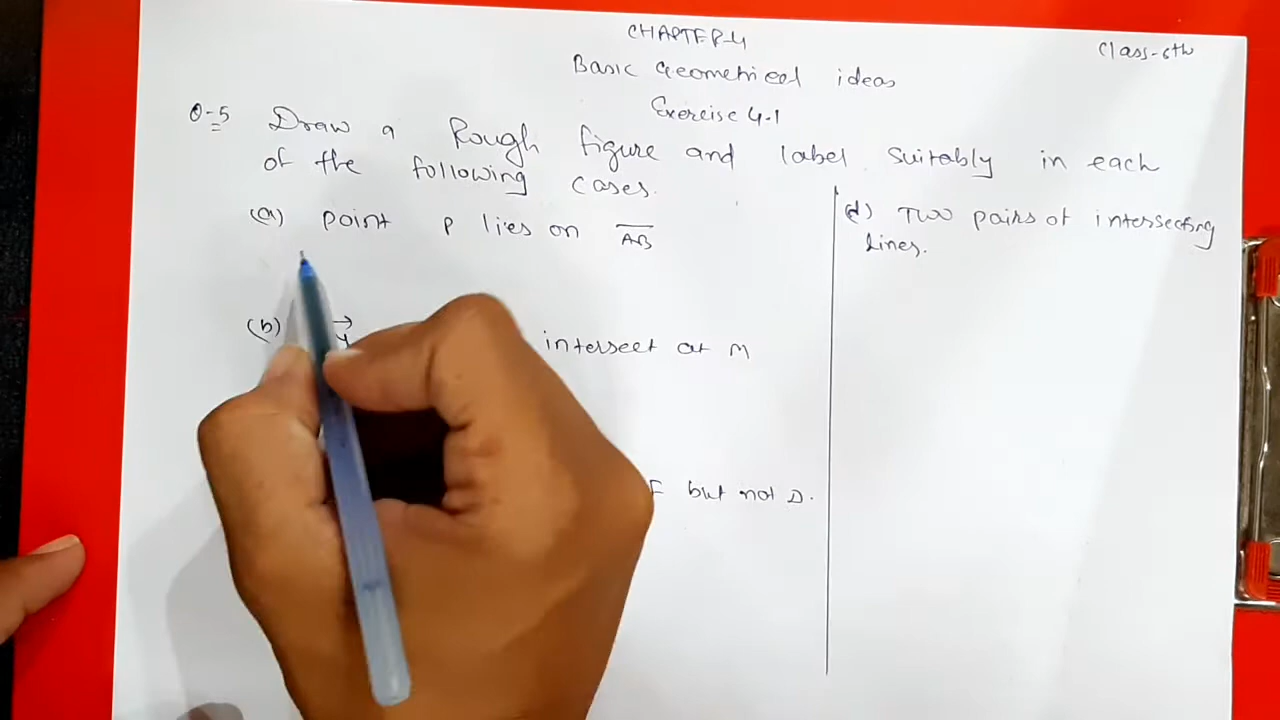 CHAPTER-4
Class-6th
Basic Geometrical ideas
Exercise 4.1
Q-5 Draw a Rough figure and label suitably in each
of the following cases.
(a) point P lies on AB
(b) intersect at M
F but not D.
(d) Two pairs of intersecting
lines.